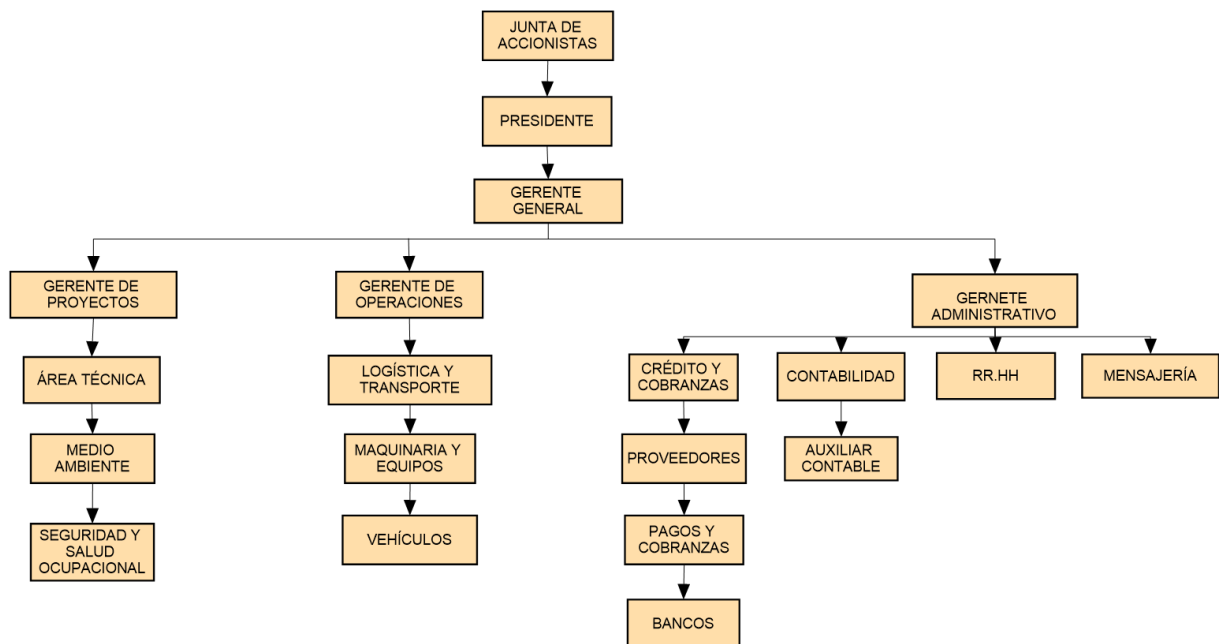 JUNTA DE
ACCIONISTAS
PRESIDENTE
GERENTE
GENERAL
GERENTE DE
PROYECTOS
GERENTE DE
OPERACIONES
GERNETE
ADMINISTRATIVO
ÁREA TÉCNICA
LOGÍSTICA Y
TRANSPORTE
CRÉDITO Y
COBRANZAS
CONTABILIDAD
RR.HH
MENSAJERÍA
MEDIO
AMBIENTE
MAQUINARIA Y
EQUIPOS
PROVEEDORES
AUXILIAR
CONTABLE
SEGURIDAD Y
SALUD
OCUPACIONAL
VEHÍCULOS
PAGOS Y
COBRANZAS
BANCOS